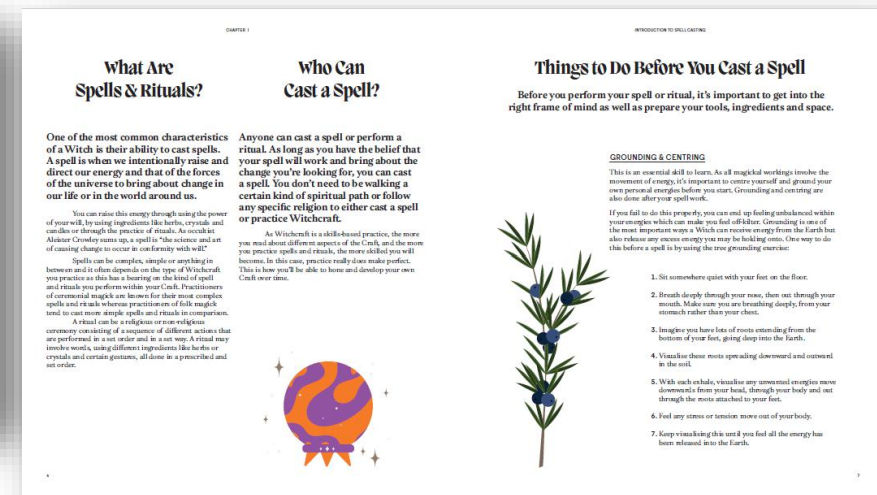 CHAPTER 1
What Are
Spells & Rituals?
One of the most common characteristics
of a Witch is their ability to cast spells.
A spell is when we intentionally raise and
direct our energy and that of the forces
of the universe to bring about change in
our life or in the world around us.
You can raise this energy through using the power
of your will, by using ingredients like herbs, crystals and
candles or through the practice of rituals. As occultist
Aleister Crowley sums up, a spell is “the science and art
of causing change to occur in conformity with will.”
Spells can be complex, simple or anything in
between and it often depends on the type of Witchcraft
you practice as this has a bearing on the kind of spell
and rituals you perform within your Craft. Practitioners
of ceremonial magick are known for their most complex
spells and rituals whereas practitioners of folk magick
tend to cast more simple spells and rituals in comparison.
A ritual can be a religious or non-religious
ceremony consisting of a sequence of different actions that
are performed in a set order and in a set way. A ritual may
involve words, using different ingredients like herbs or
crystals and certain gestures, all done in a prescribed and
set order.
Who Can
Cast a Spell?
Anyone can cast a spell or perform a
ritual. As long as you have the belief that
your spell will work and bring about the
change you’re looking for, you can cast
a spell. You don’t need to be walking a
certain kind of spiritual path or follow
any specific religion to either cast a spell
or practice Witchcraft.
As Witchcraft is a skills-based practice, the more
you read about different aspects of the Craft, and the more
you practice spells and rituals, the more skilled you will
become. In this case, practice really does make perfect.
This is how you’ll be able to hone and develop your own
Craft over time.
6
INTRODUCTION TO SPELL CASTING
Things to Do Before You Cast a Spell
Before you perform your spell or ritual, it’s important to get into the
right frame of mind as well as prepare your tools, ingredients and space.
GROUNDING & CENTRING
This is an essential skill to learn. As all magickal workings involve the
movement of energy, it’s important to centre yourself and ground your
own personal energies before you start. Grounding and centring are
also done after your spell work.
If you fail to do this properly, you can end up feeling unbalanced within
your energies which can make you feel off-kilter. Grounding is one of
the most important ways a Witch can receive energy from the Earth but
also release any excess energy you may be holding onto. One way to do
this before a spell is by using the tree grounding exercise:
1. Sit somewhere quiet with your feet on the floor.
2. Breath deeply through your nose, then out through your
mouth. Make sure you are breathing deeply, from your
stomach rather than your chest.
3. Imagine you have lots of roots extending from the
bottom of your feet, going deep into the Earth.
4. Visualise these roots spreading downward and outward
in the soil.
5. With each exhale, visualise any unwanted energies move
downwards from your head, through your body and out
through the roots attached to your feet.
6. Feel any stress or tension move out of your body.
7. Keep visualising this until you feel all the energy has
been released into the Earth.
7